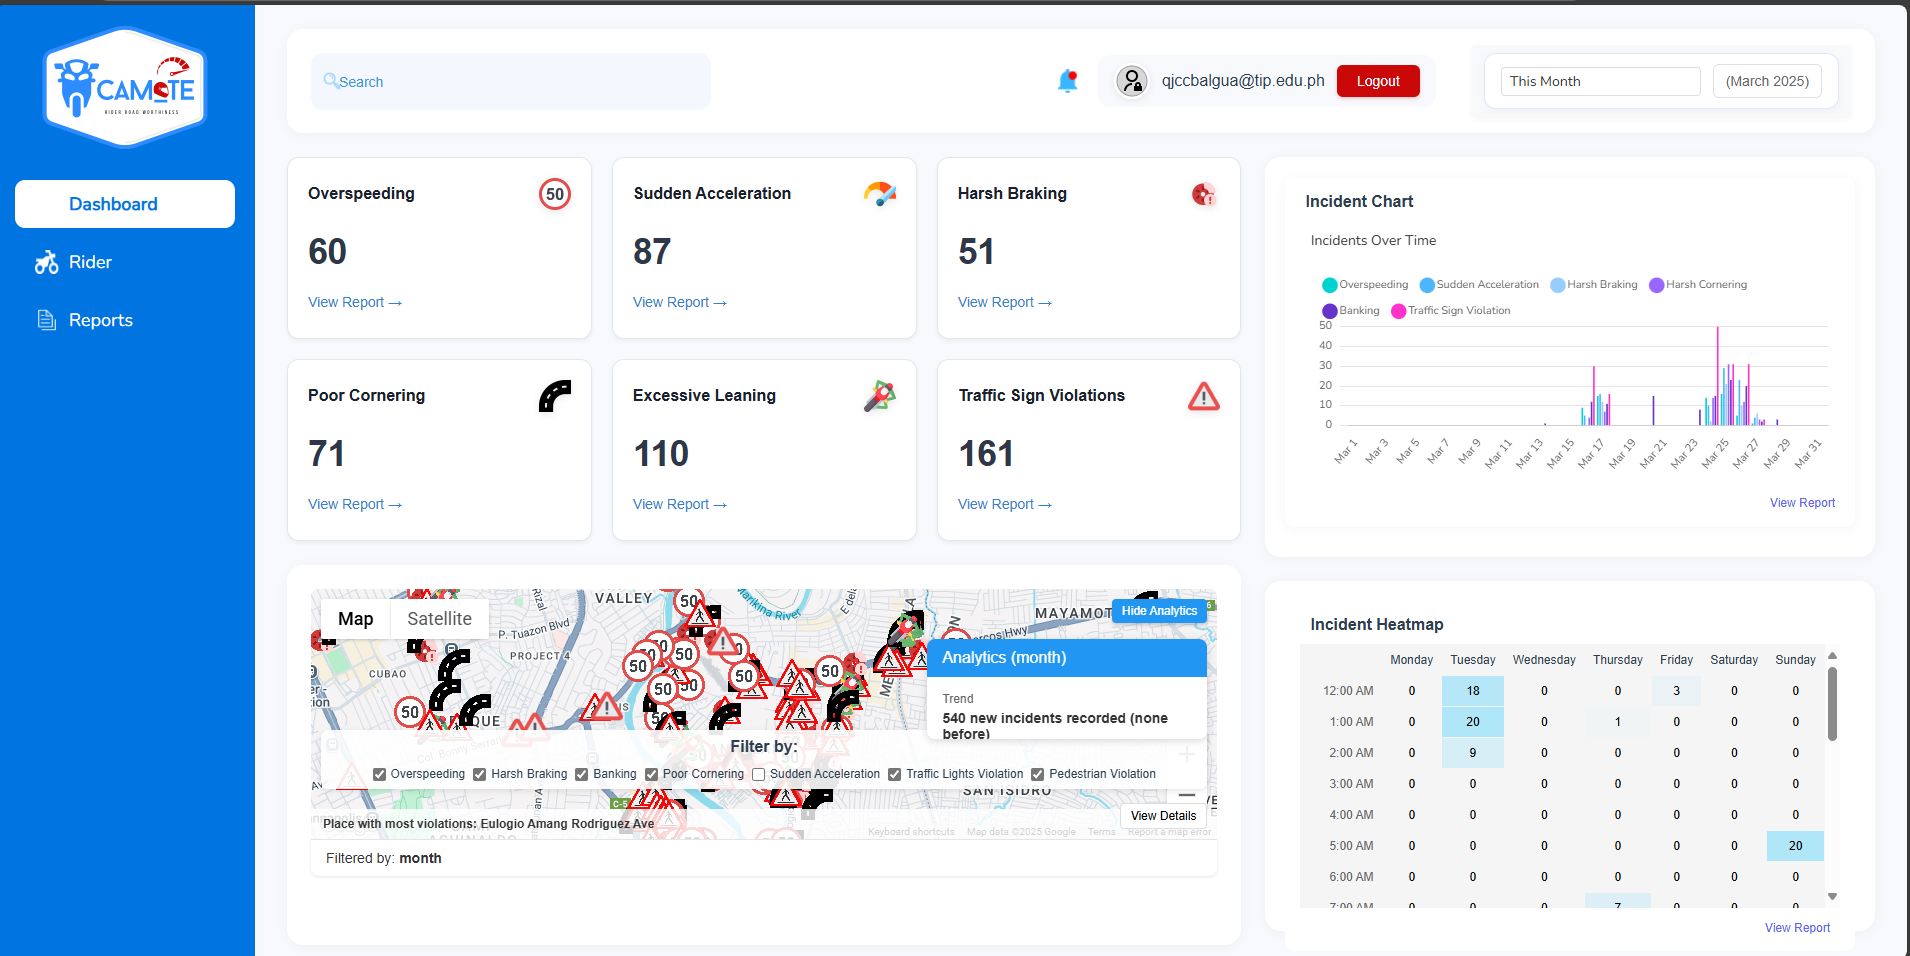 CAMOTE
RIDER ROAD WORTHINESS
Dashboard
Rider
Reports
Search
qjccbalgua@tip.edu.ph
Logout
This Month
(March 2025)
Overspeeding
50
60
View Report →
Sudden Acceleration
87
View Report →
Harsh Braking
51
View Report →
Poor Cornering
71
View Report →
Excessive Leaning
110
View Report →
Traffic Sign Violations
161
View Report →
Incident Chart
Incidents Over Time
Overspeeding Sudden Acceleration Harsh Braking Harsh Cornering
Banking Traffic Sign Violation
50
40
30
20
10
0
Mar 1 Mar 3 Mar 5 Mar 7 Mar 9 Mar 11 Mar 13 Mar 15 Mar 17 Mar 19 Mar 21 Mar 23 Mar 25 Mar 27 Mar 29 Mar 31
View Report
Map Satellite
VALLEY
Rizal
P. Tuazon Blvd
PROJECT 4
CUBAO
Marikina River
E dela
MAYAMOT
Hide Analytics
Analytics (month)
Trend
540 new incidents recorded (none
before)
50
50
50
50
50
50
50
Filter by:
Overspeeding Harsh Braking Banking Poor Cornering Sudden Acceleration Traffic Lights Violation Pedestrian Violation
C-5
SAN ISIDRO
Place with most violations: Eulogio Amang Rodriguez Ave
View Details
Keyboard shortcuts Map data ©2025 Google Terms Report a map error
Filtered by: month
Incident Heatmap
Monday Tuesday Wednesday Thursday Friday Saturday Sunday
12:00 AM 0 18 0 0 3 0 0
1:00 AM 0 20 0 1 0 0 0
2:00 AM 0 9 0 0 0 0 0
3:00 AM 0 0 0 0 0 0 0
4:00 AM 0 0 0 0 0 0 0
5:00 AM 0 0 0 0 0 0 20
6:00 AM 0 0 0 0 0 0 0
7:00 AM 0 0 0 7 0 0 0
View Report